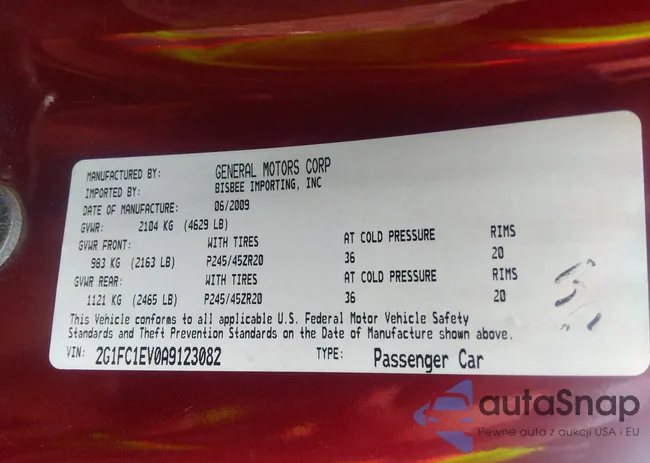 MANUFACTURED BY: GENERAL MOTORS CORP
IMPORTED BY: BISBEE IMPORTING, INC
DATE OF MANUFACTURE: 06/2009
GVWR: 2104 KG (4629 LB)
GVWR FRONT: WITH TIRES AT COLD PRESSURE RIMS
983 KG (2163 LB) P245/45ZR20 36 20
GVWR REAR: WITH TIRES AT COLD PRESSURE RIMS
1121 KG (2465 LB) P245/45ZR20 36 20
This Vehicle conforms to all applicable U.S. Federal Motor Vehicle Safety
Standards and Theft Prevention Standards on the Date of Manufacture shown above.
VIN: 2G1FC1EV0A9123082 TYPE: Passenger Car
autaSnap
Pewne auto z aukcji USA i EU